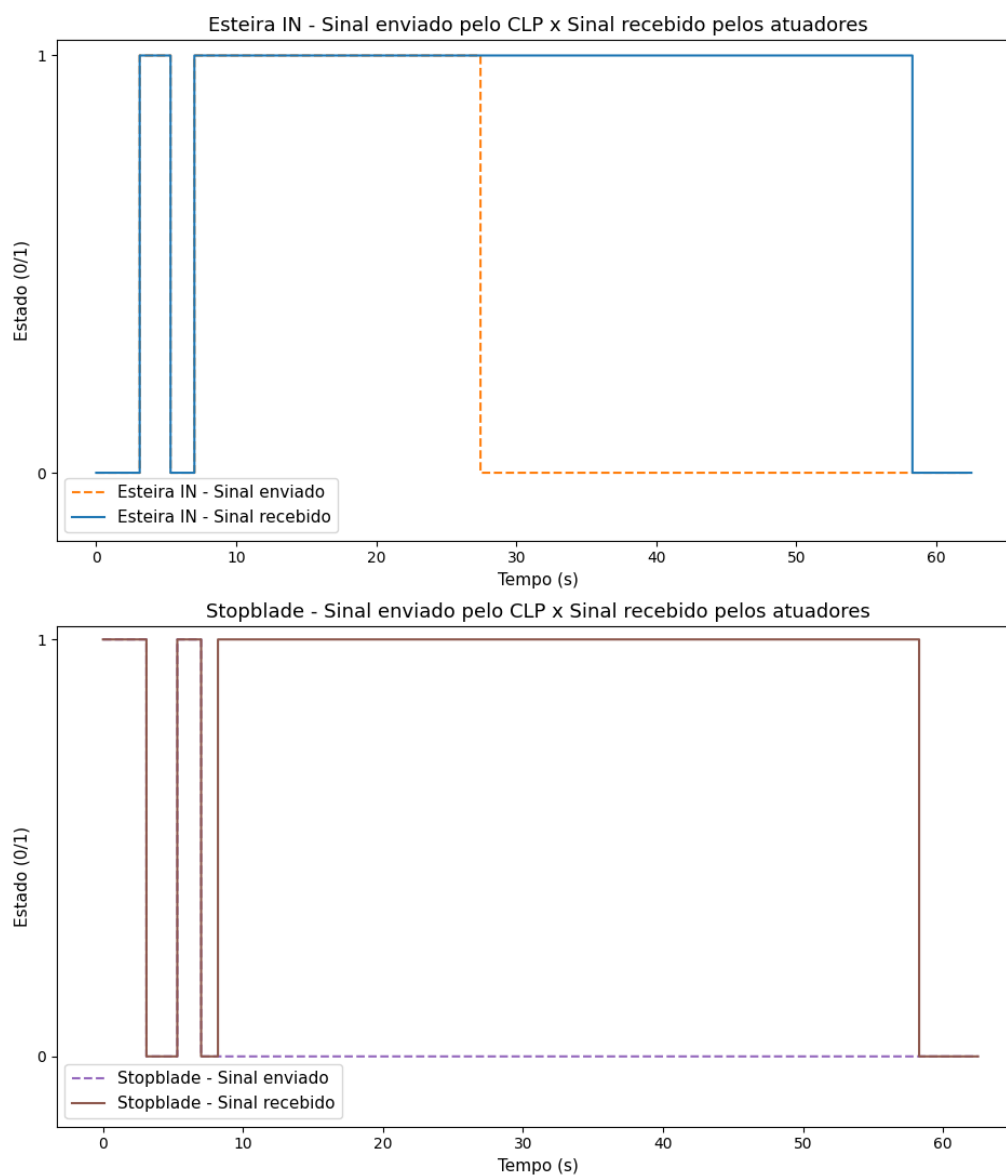 Esteira IN - Sinal enviado pelo CLP x Sinal recebido pelos atuadores
1
Estado (0/1)
0
Esteira IN - Sinal enviado
Esteira IN - Sinal recebido
0 10 20 30 40 50 60
Tempo (s)
Stopblade - Sinal enviado pelo CLP x Sinal recebido pelos atuadores
1
Estado (0/1)
0
Stopblade - Sinal enviado
Stopblade - Sinal recebido
0 10 20 30 40 50 60
Tempo (s)